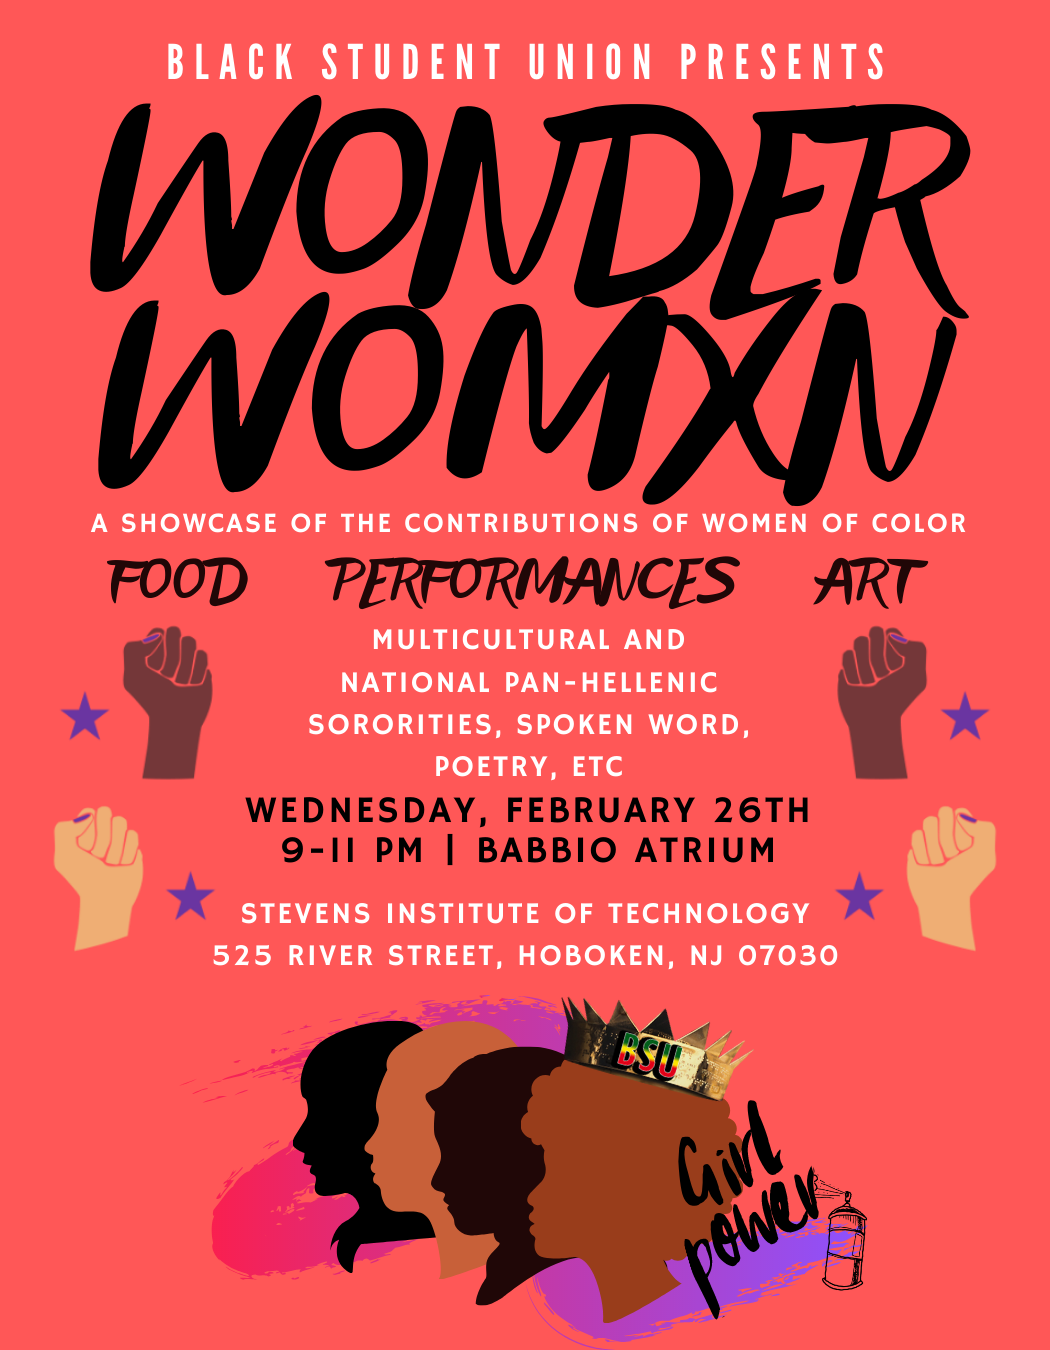 BLACK STUDENT UNION PRESENTS
WONDER
WOMXN
A SHOWCASE OF THE CONTRIBUTIONS OF WOMEN OF COLOR
FOOD PERFORMANCES ART
MULTICULTURAL AND
NATIONAL PAN-HELLENIC
SORORITIES, SPOKEN WORD,
POETRY, ETC
WEDNESDAY, FEBRUARY 26TH
9-11 PM | BABBIO ATRIUM
STEVENS INSTITUTE OF TECHNOLOGY
525 RIVER STREET, HOBOKEN, NJ 07030
BSU
Girl
power